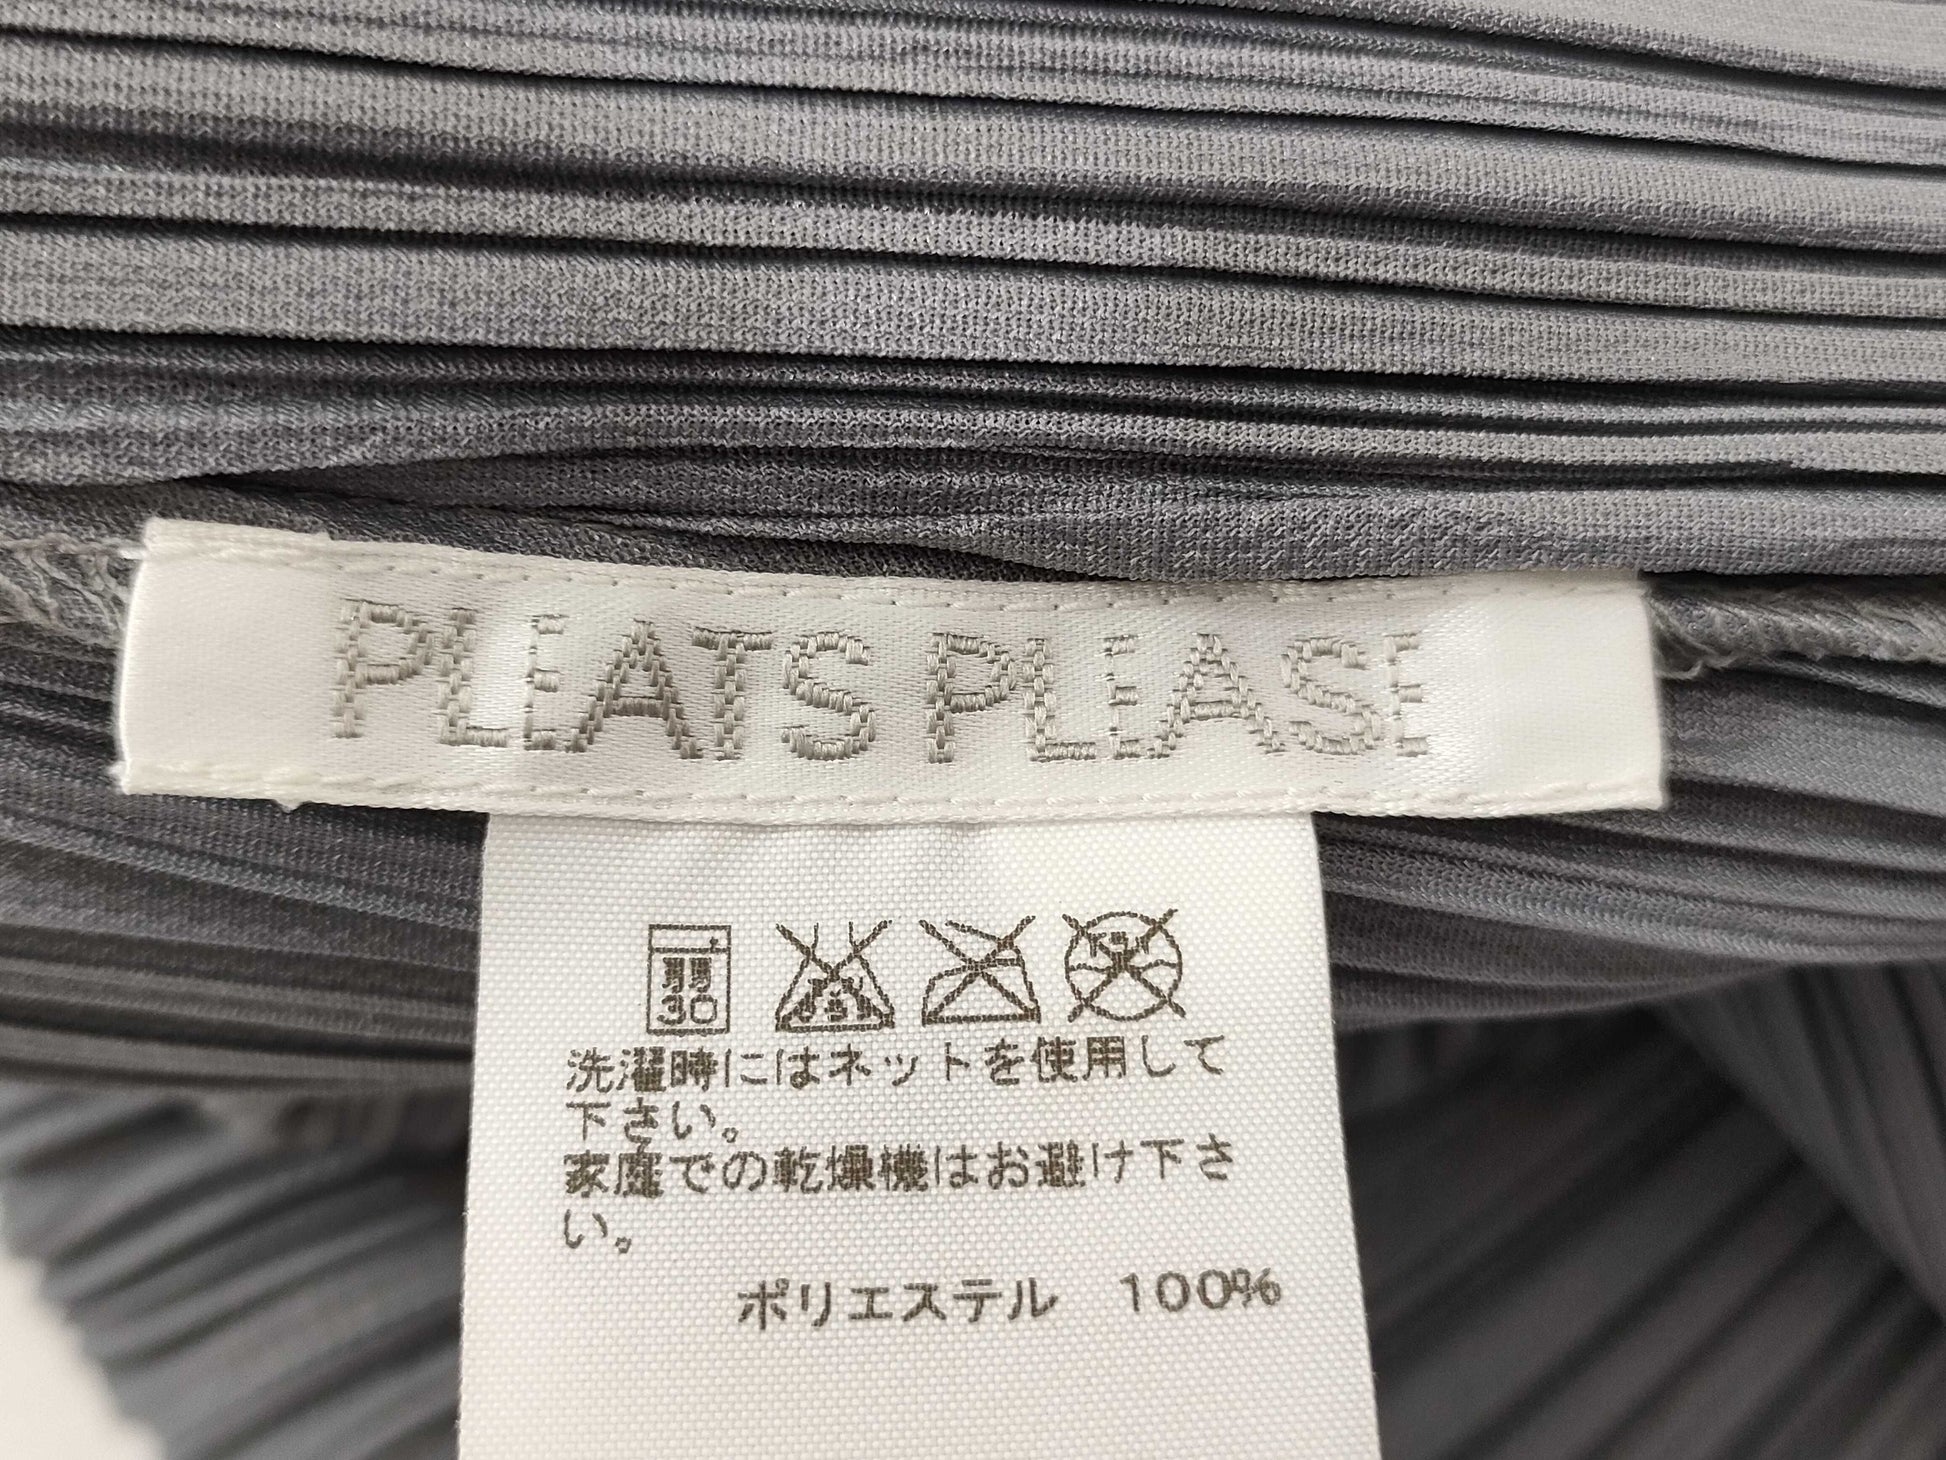 PLEATS PLEASE
30
洗濯時にはネットを使用して
下さい。
家庭での乾燥機はお避け下さ
い。
ポリエステル 100%